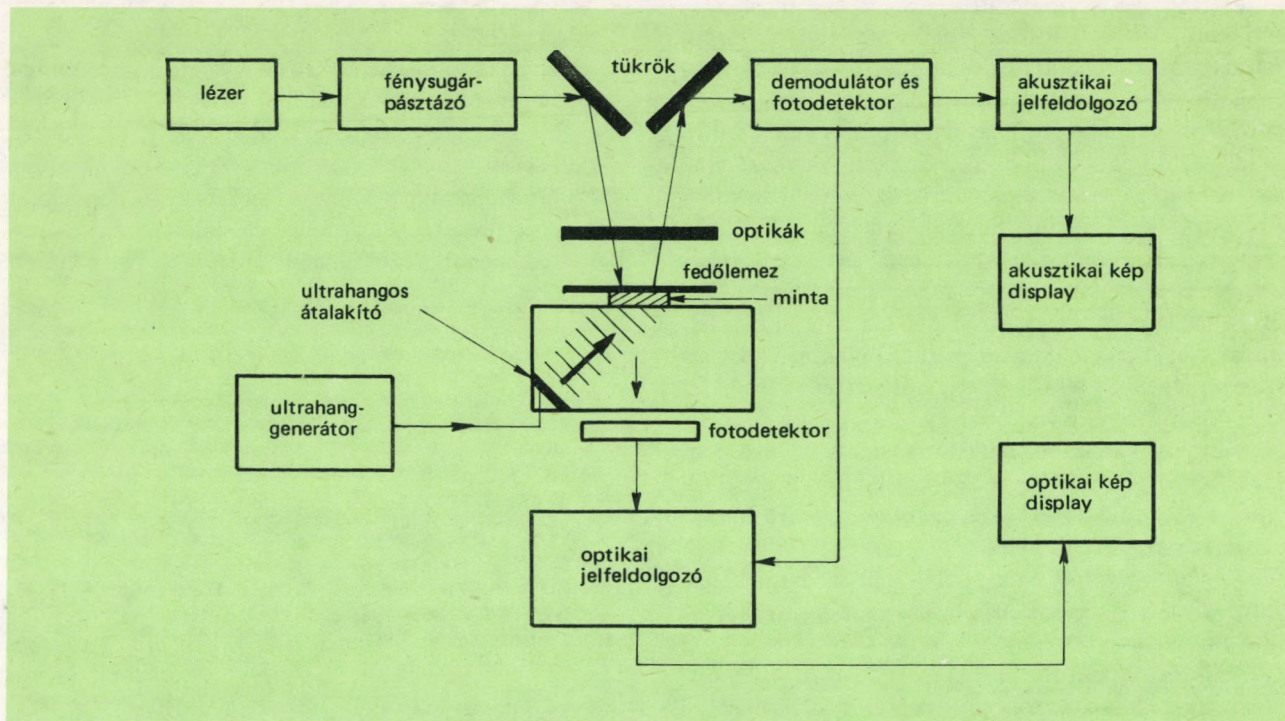 lézer
fénysugár-
pásztázó
tükrök
demodulátor és
fotodetektor
akusztikai
jelfeldolgozó
optikák
fedőlemez
minta
akusztikai kép
display
ultrahangos
átalakító
ultrahang-
generátor
fotodetektor
optikai kép
display
optikai
jelfeldolgozó